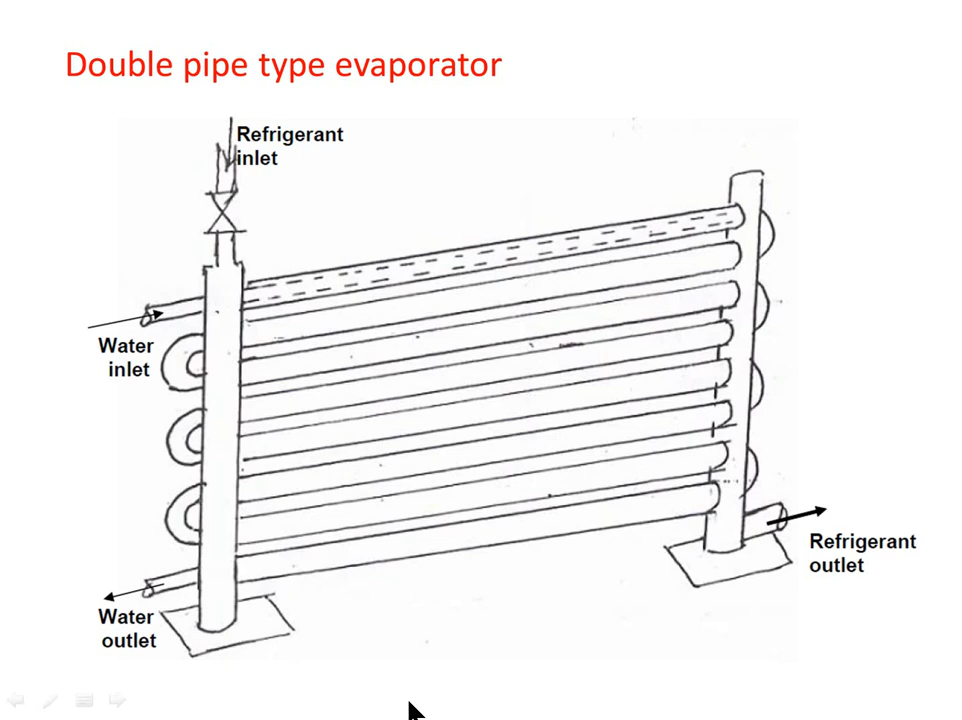 Double pipe type evaporator
Refrigerant
inlet
Water
inlet
Refrigerant
outlet
Water
outlet